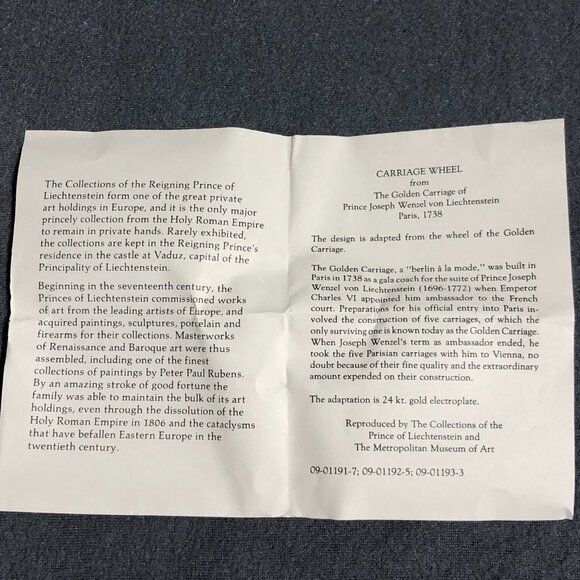 The Collections of the Reigning Prince of
Liechtenstein form one of the great private
art holdings in Europe, and it is the only major
princely collection from the Holy Roman Empire
to remain in private hands. Rarely exhibited,
the collections are kept in the Reigning Prince's
residence in the castle at Vaduz, capital of the
Principality of Liechtenstein.
Beginning in the seventeenth century, the
Princes of Liechtenstein commissioned works
of art from the leading artists of Europe, and
acquired paintings, sculptures, porcelain and
firearms for their collections. Masterworks
of Renaissance and Baroque art were thus
assembled, including one of the finest
collections of paintings by Peter Paul Rubens.
By an amazing stroke of good fortune the
family was able to maintain the bulk of its art
holdings, even through the dissolution of the
Holy Roman Empire in 1806 and the cataclysms
that have befallen Eastern Europe in the
twentieth century.
CARRIAGE WHEEL
from
The Golden Carriage of
Prince Joseph Wenzel von Liechtenstein
Paris, 1738
The design is adapted from the wheel of the Golden
Carriage.
The Golden Carriage, a "berlin à la mode," was built in
Paris in 1738 as a gala coach for the suite of Prince Joseph
Wenzel von Liechtenstein (1696-1772) when Emperor
Charles VI appointed him ambassador to the French
court. Preparations for his official entry into Paris in-
volved the construction of five carriages, of which the
only surviving one is known today as the Golden Carriage.
When Joseph Wenzel's term as ambassador ended, he
took the five Parisian carriages with him to Vienna, no
doubt because of their fine quality and the extraordinary
amount expended on their construction.
The adaptation is 24 kt. gold electroplate.
Reproduced by The Collections of the
Prince of Liechtenstein and
The Metropolitan Museum of Art
09-01191-7; 09-01192-5; 09-01193-3